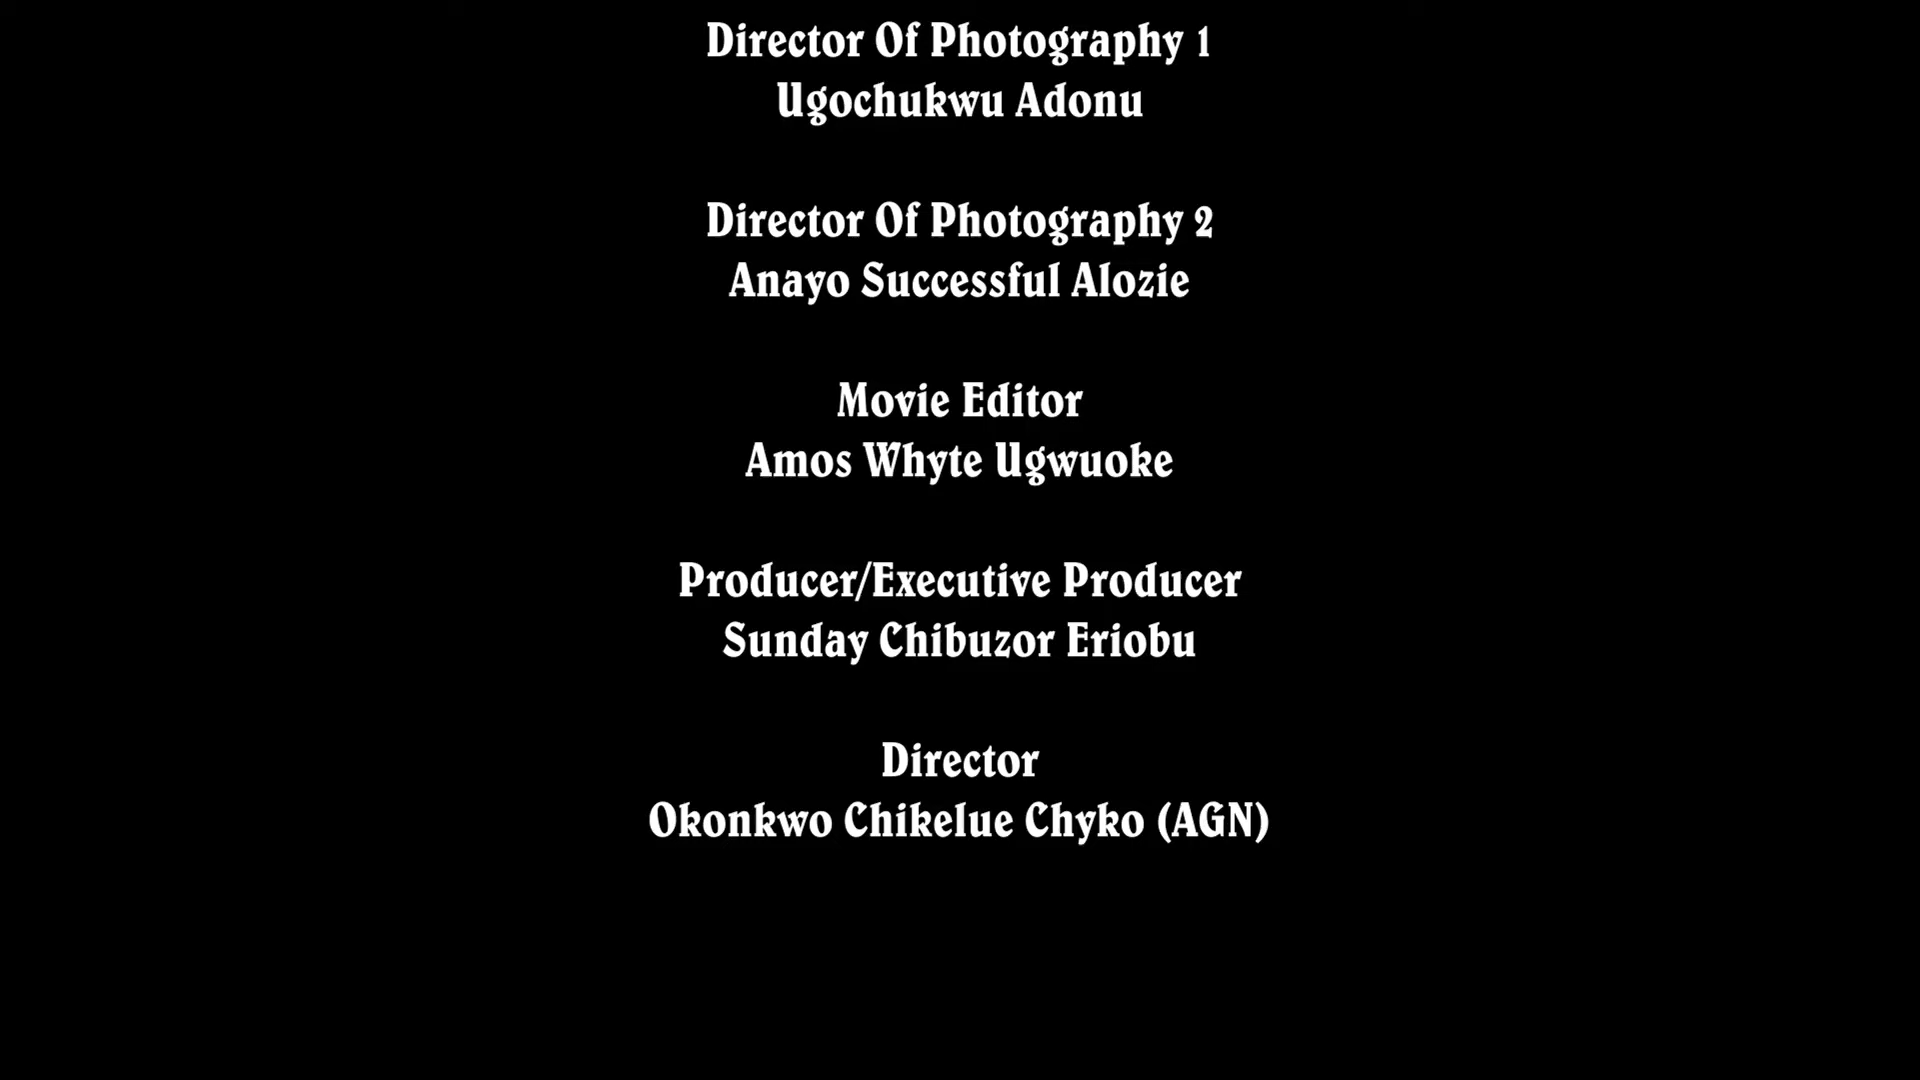 Director Of Photography 1
Ugochukwu Adonu
Director Of Photography 2
Anayo Successful Alozie
Movie Editor
Amos Whyte Ugwuoke
Producer/Executive Producer
Sunday Chibuzor Eriobu
Director
Okonkwo Chikelue Chyko (AGN)